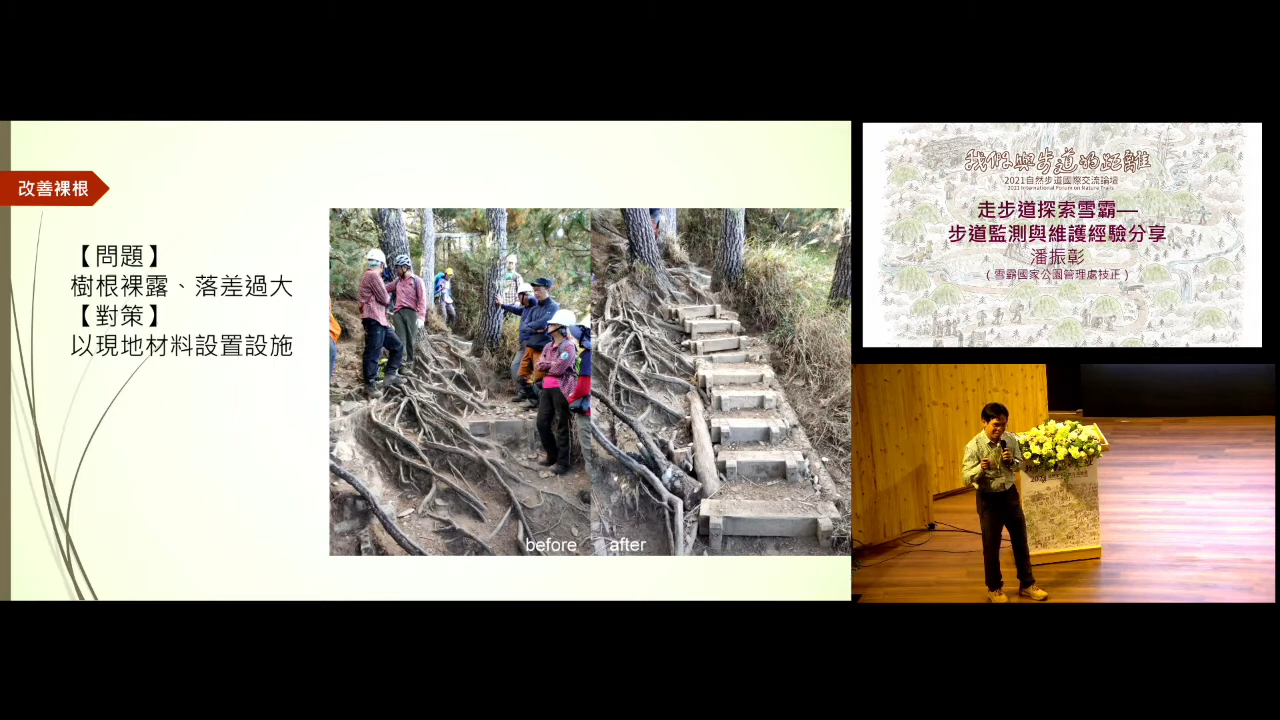 改善裸根
【問題】
樹根裸露、落差過大
【對策】
以現地材料設置設施
before
after
我們與步道的距離
2021自然步道國際交流論壇
2021 International Forum on Nature Trails
走步道探索雪霸—
步道監測與維護經驗分享
潘振彰
(雪霸國家公園管理處技正)